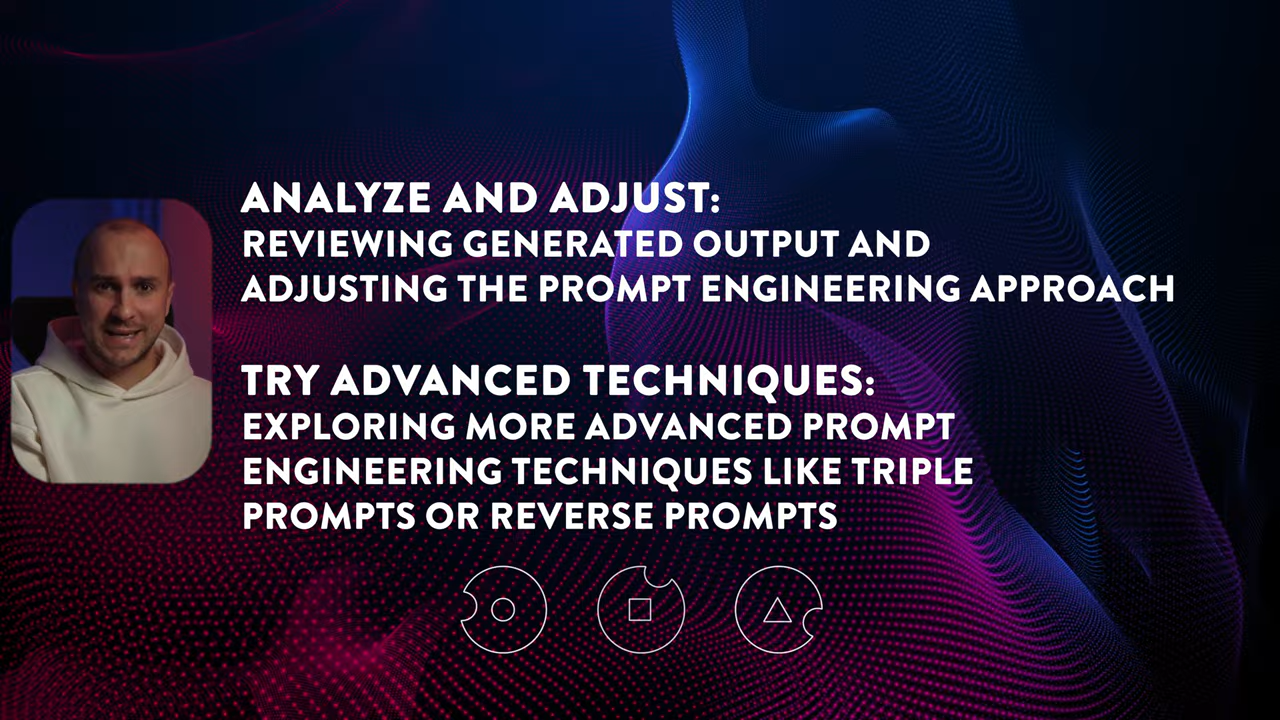 ANALYZE AND ADJUST:
REVIEWING GENERATED OUTPUT AND
ADJUSTING THE PROMPT ENGINEERING APPROACH
TRY ADVANCED TECHNIQUES:
EXPLORING MORE ADVANCED PROMPT
ENGINEERING TECHNIQUES LIKE TRIPLE
PROMPTS OR REVERSE PROMPTS